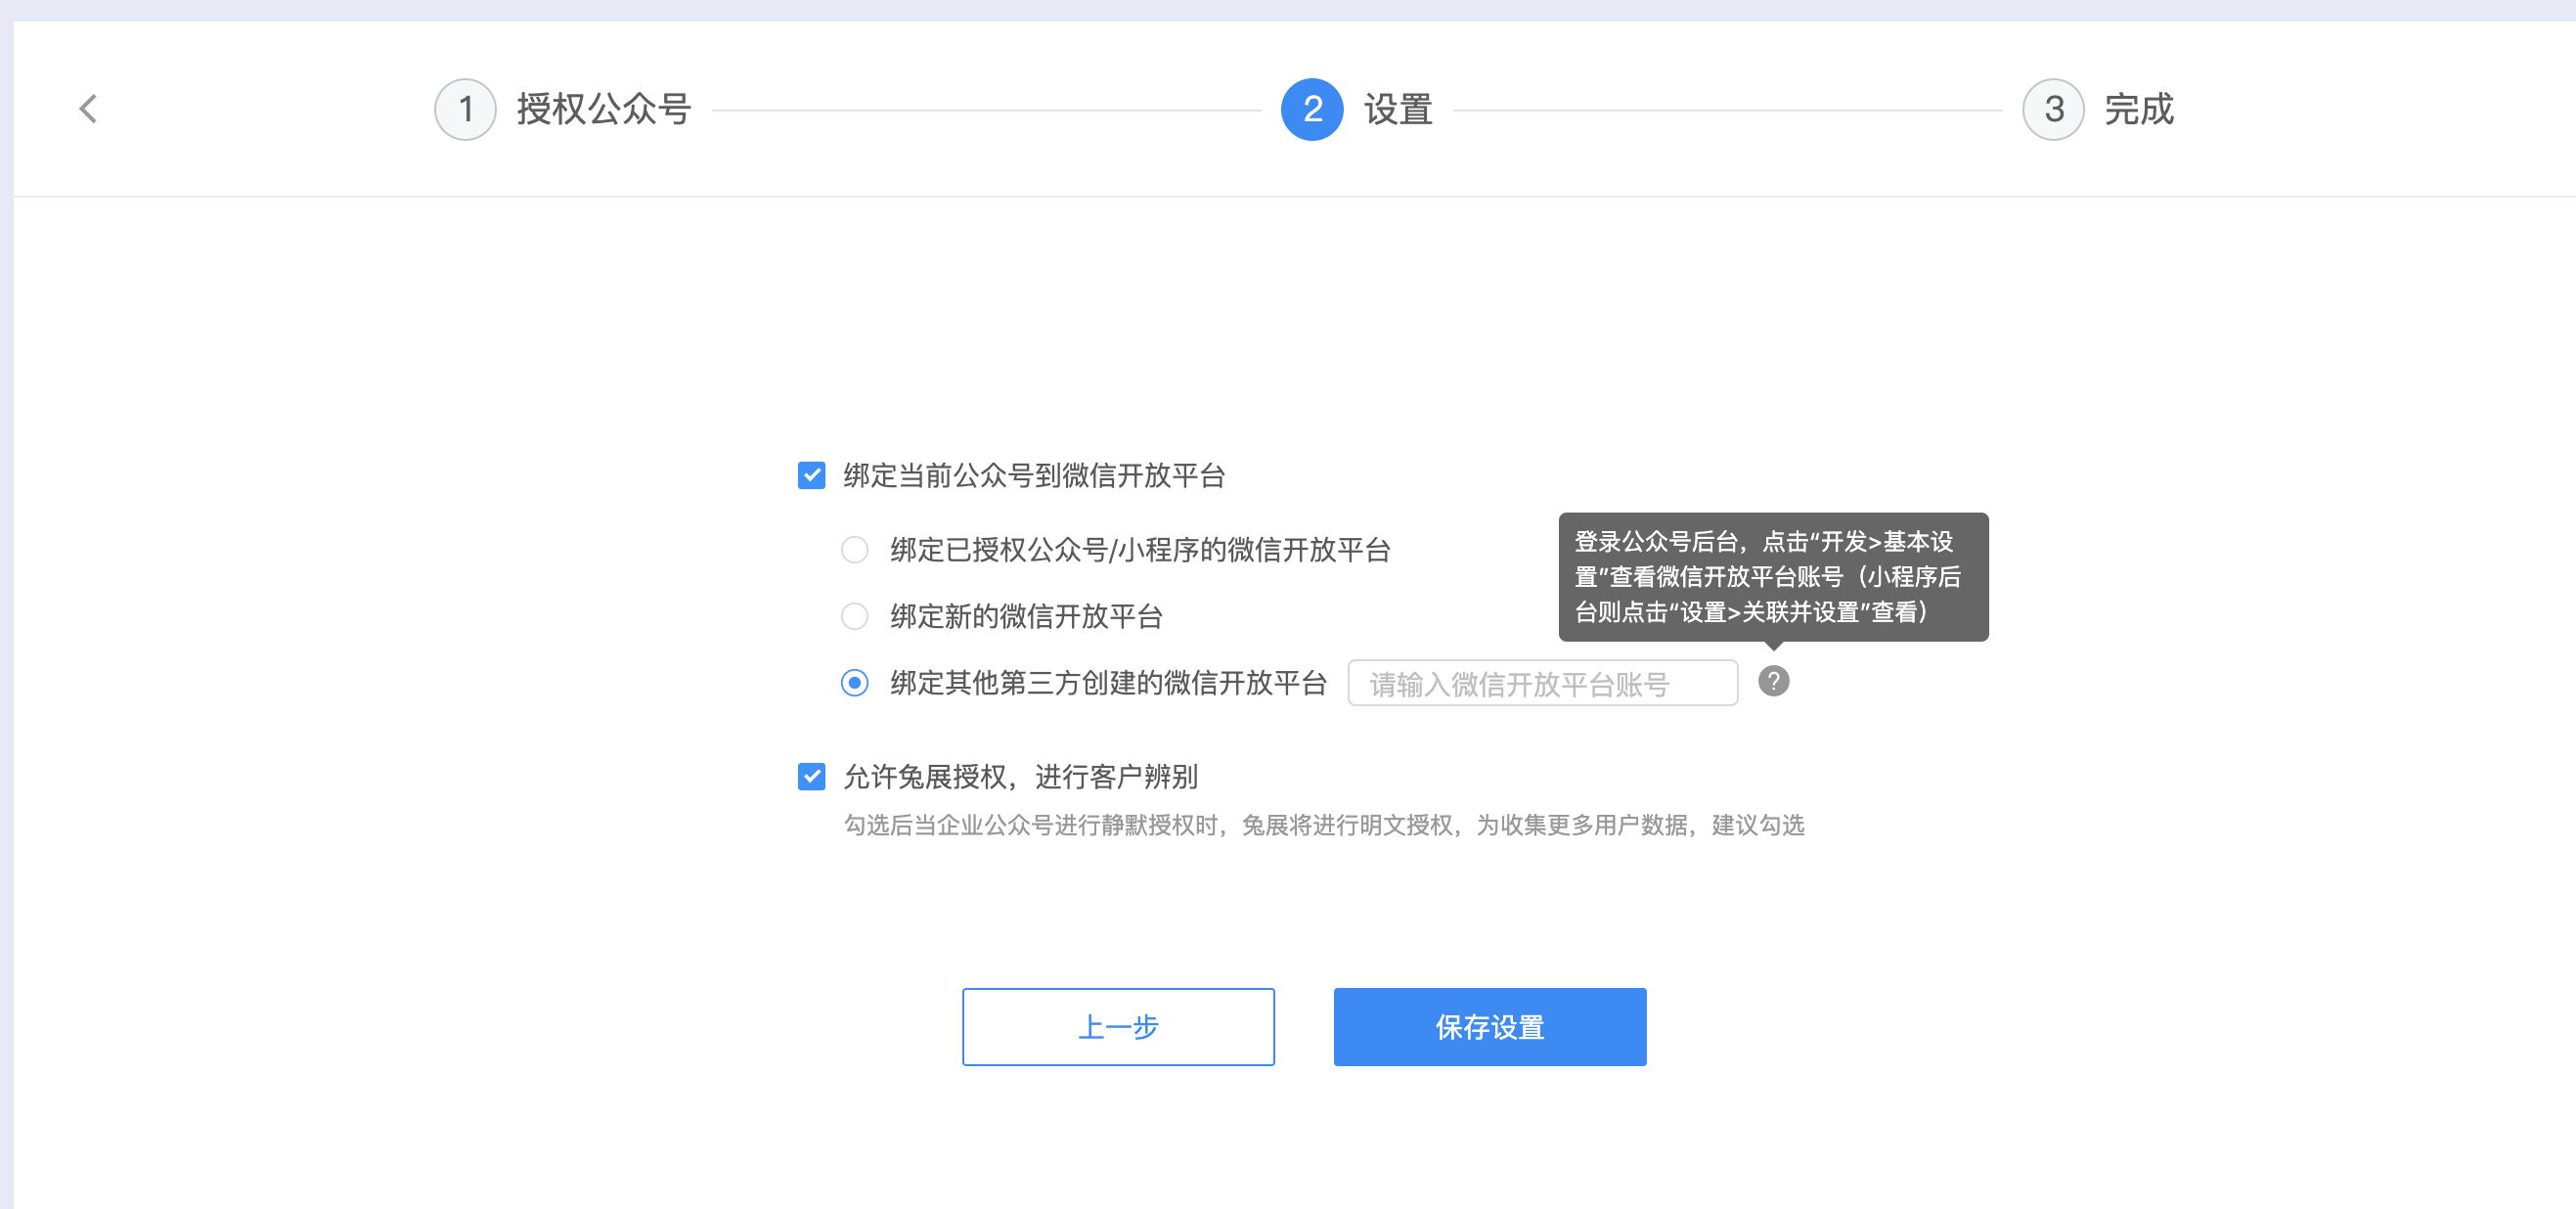 1 授权公众号 2 设置 3 完成
绑定当前公众号到微信开放平台
绑定已授权公众号/小程序的微信开放平台
登录公众号后台，点击“开发>基本设
置”查看微信开放平台账号（小程序后
台则点击“设置>关联并设置”查看）
绑定新的微信开放平台
绑定其他第三方创建的微信开放平台 请输入微信开放平台账号 ?
允许兔展授权，进行客户辨别
勾选后当企业公众号进行静默授权时，兔展将进行明文授权，为收集更多用户数据，建议勾选
上一步 保存设置